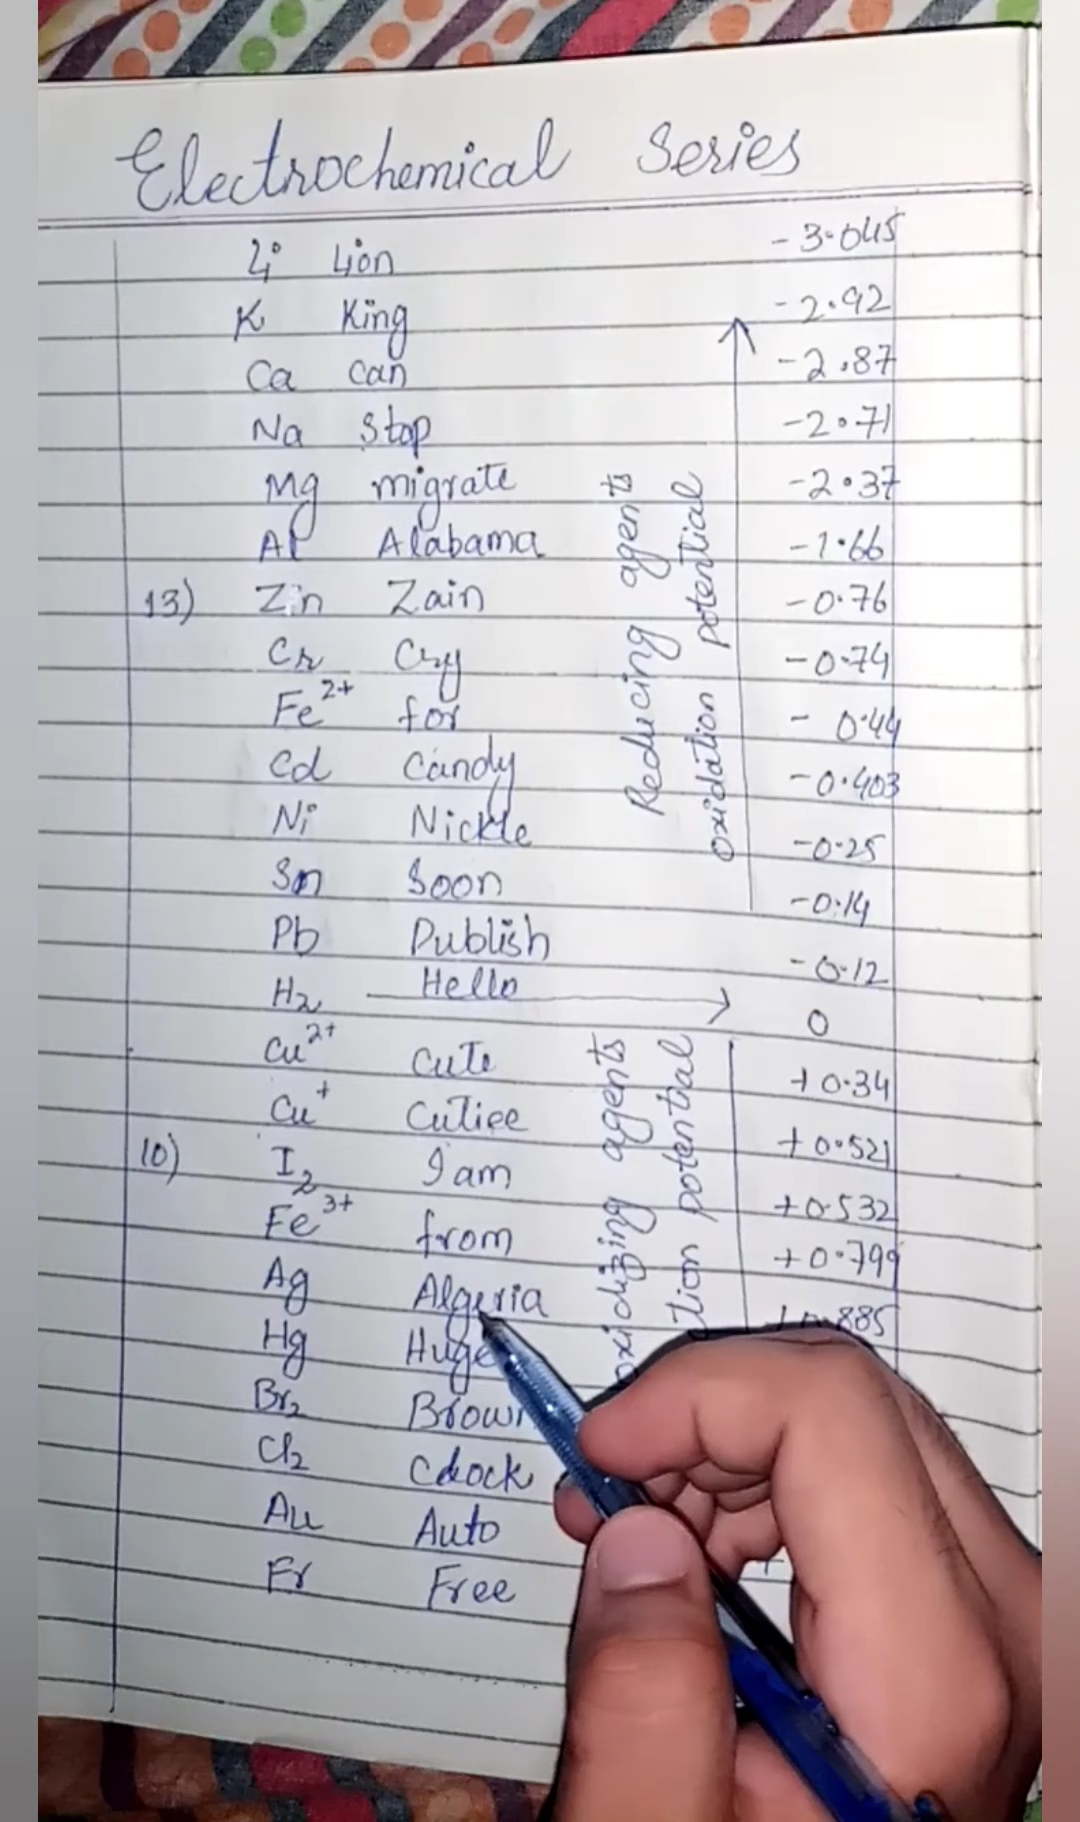 Electrochemical Series
Li Lion -3.045
K King -2.92
Ca Can -2.87
Na Stop -2.71
Mg migrate -2.37
Al Alabama -1.66
13) Zin Zain -0.76
Cr Cry -0.74
Fe2+ for -0.44
Cd Candy -0.403
Ni Nickle -0.25
Sn Soon -0.14
Pb Publish -0.12
H2 Hello → 0
Cu2+ Cute +0.34
Cu+ Cutiee +0.521
10) I2 I am +0.532
Fe3+ from +0.799
Ag Algeria +0.885
Hg Huge
Br2 Brown
Cl2 Clock
Au Auto +
Fr Free
Reducing agents
oxidation potential
oxidizing agents
tion potential